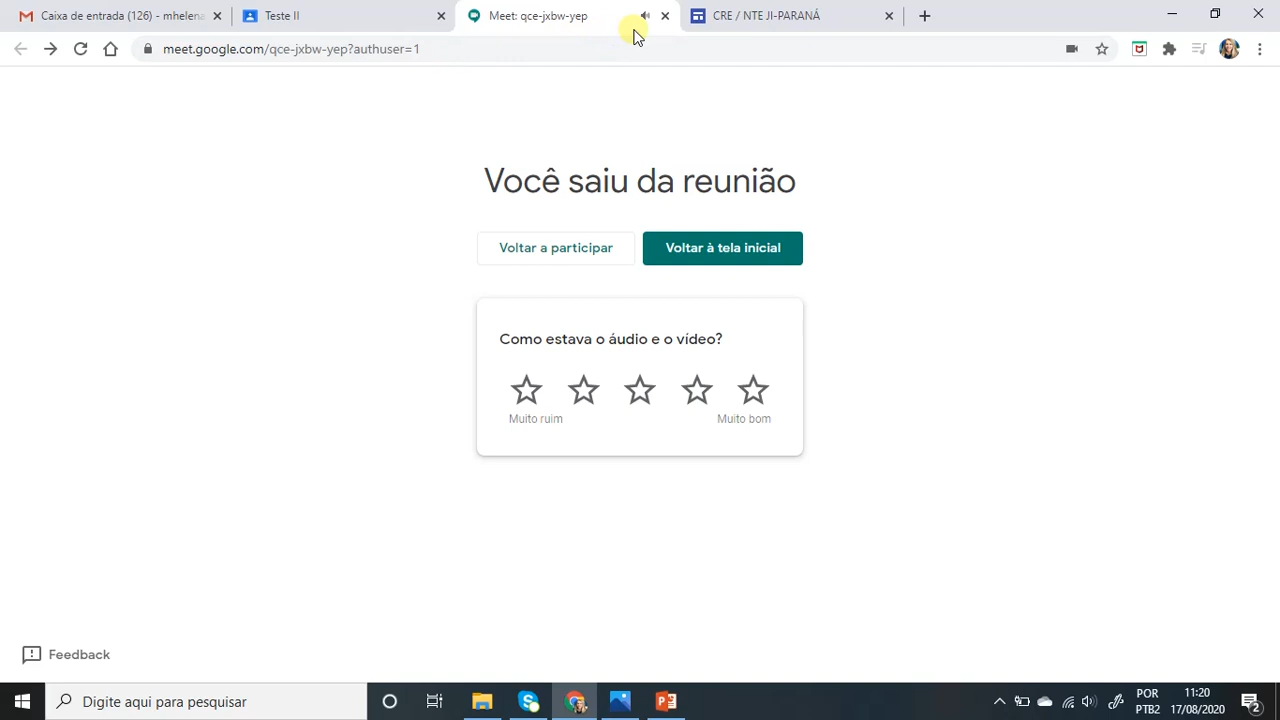 Caixa de entrada (126) - mhelena
Teste II
Meet: qce-jxbw-yep
CRE / NTE JI-PARANÁ
meet.google.com/qce-jxbw-yep?authuser=1
Você saiu da reunião
Voltar a participar
Voltar à tela inicial
Como estava o áudio e o vídeo?
Muito ruim
Muito bom
Feedback
Digite aqui para pesquisar
POR
PTB2
11:20
17/08/2020
2